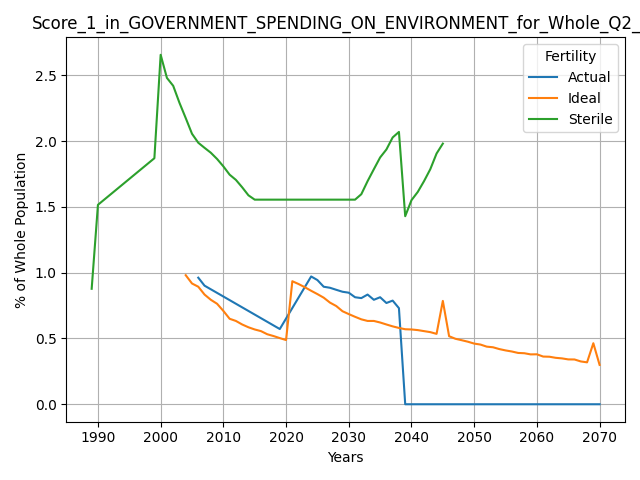 Score_1_in_GOVERNMENT_SPENDING_ON_ENVIRONMENT_for_Whole_Q2_
Fertility
Actual
Ideal
Sterile
% of Whole Population
2.5
2.0
1.5
1.0
0.5
0.0
1990 2000 2010 2020 2030 2040 2050 2060 2070
Years